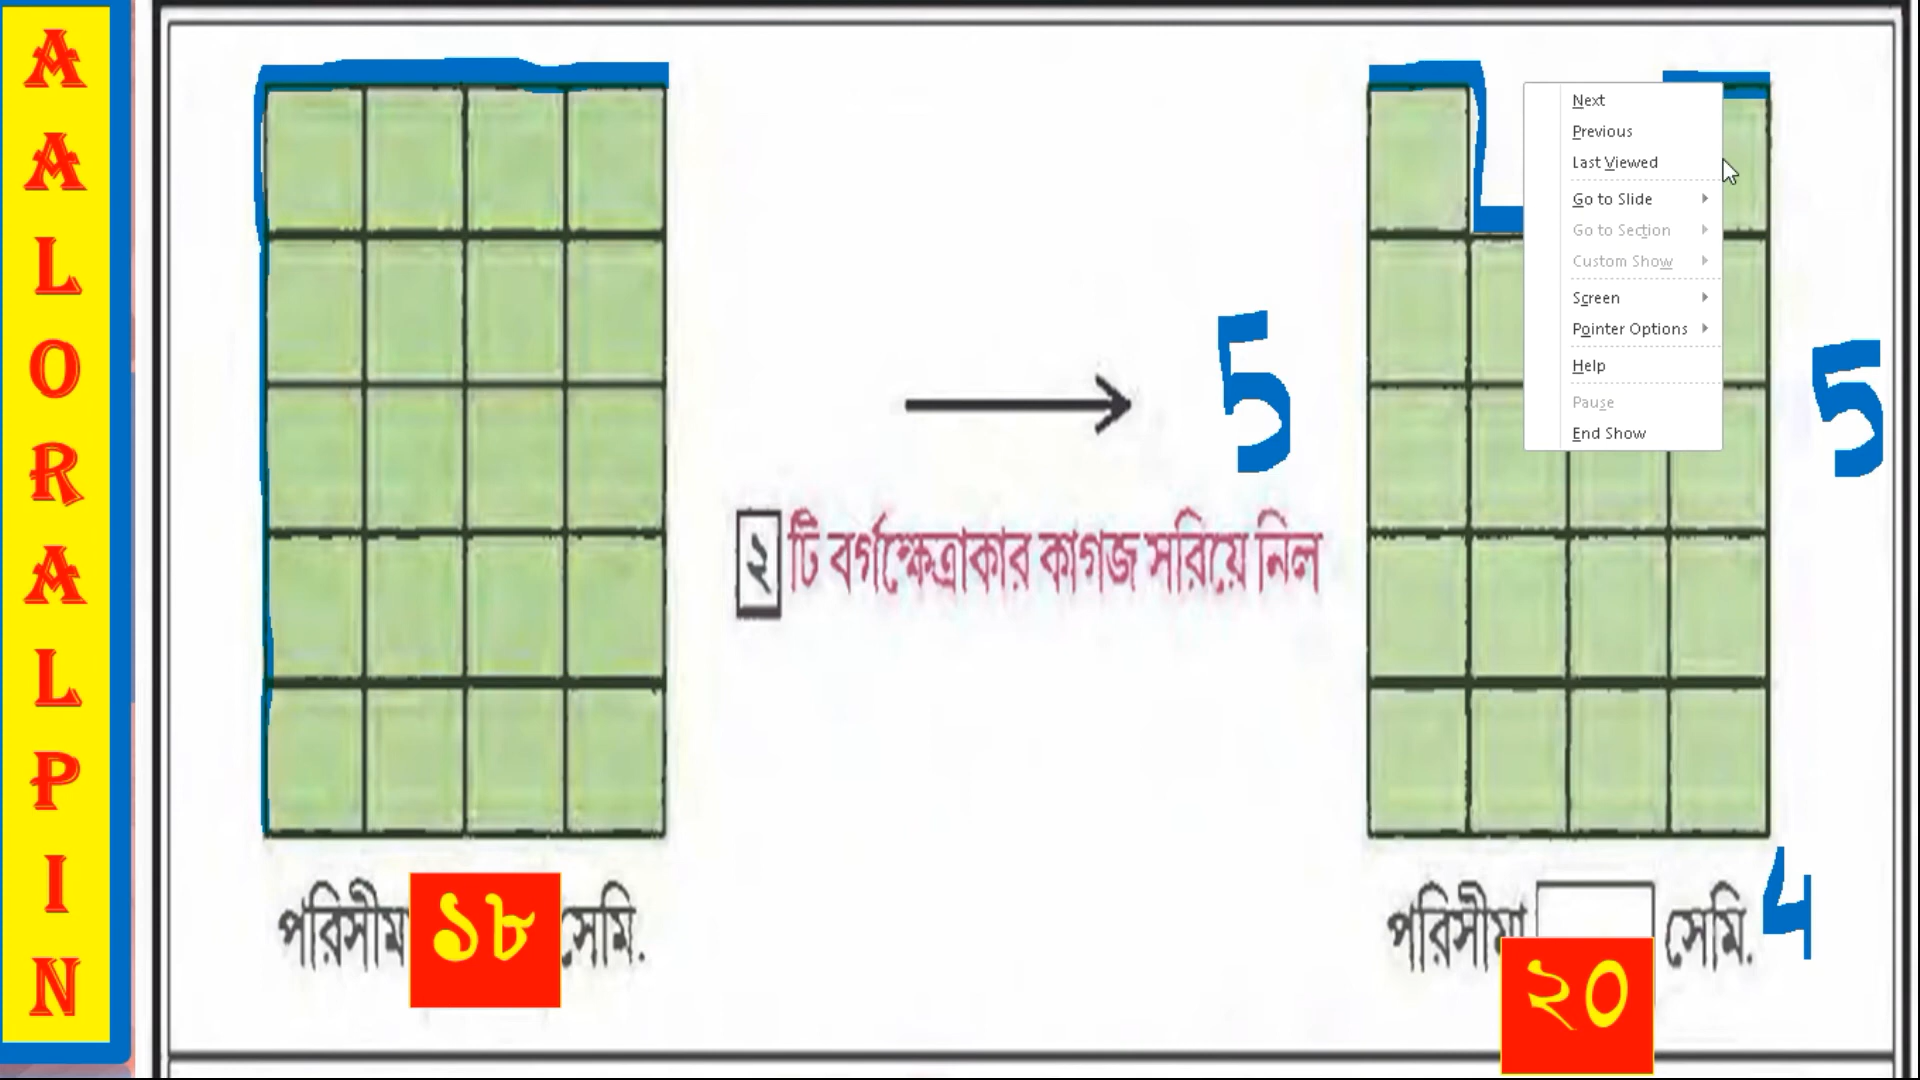 AALORALPIN
Next
Previous
Last Viewed
Go to Slide
Go to Section
Custom Show
Screen
Pointer Options
Help
Pause
End Show
5
5
২ টি বর্গক্ষেত্রাকার কাগজ সরিয়ে নিল
পরিসীম ১৮ সেমি.
পরিসীমা সেমি. 4
২০